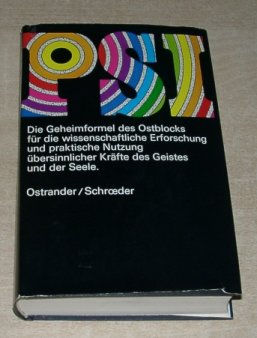 PSI
Die Geheimformel des Ostblocks
für die wissenschaftliche Erforschung
und praktische Nutzung
übersinnlicher Kräfte des Geistes
und der Seele.
Ostrander/Schrœder